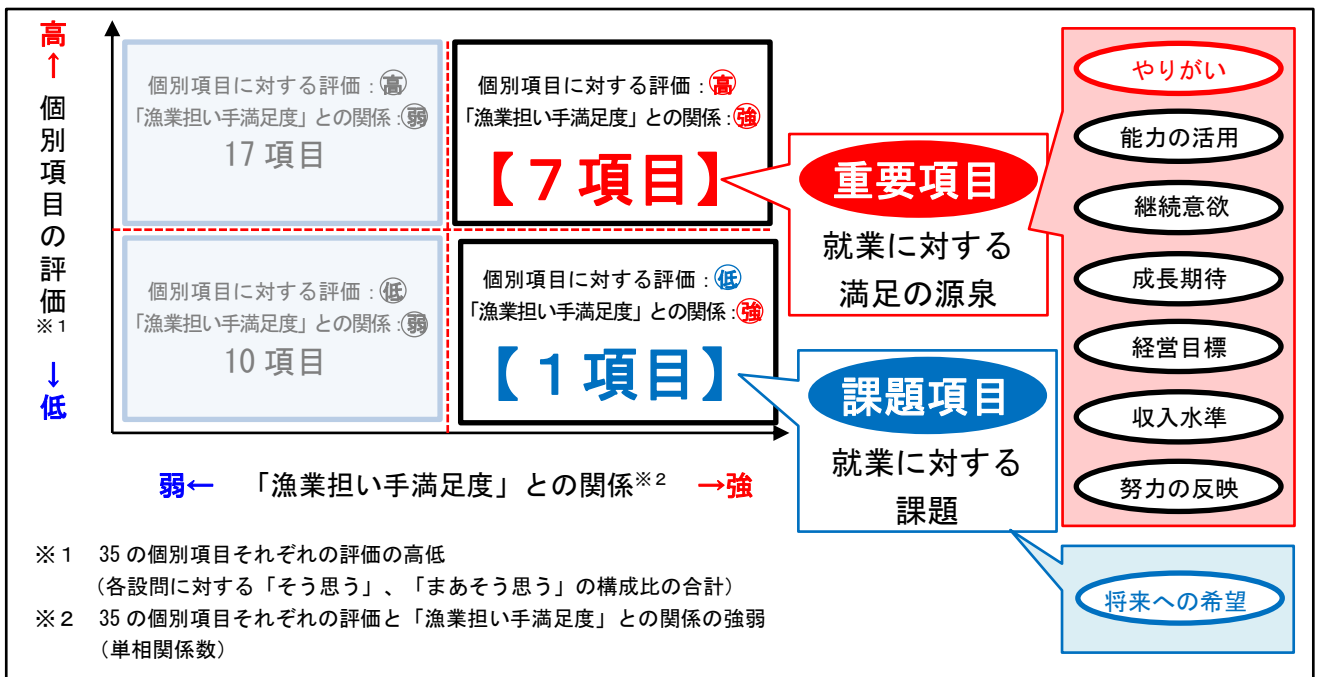 高
↑
個別項目の評価
※1
↓
低
個別項目に対する評価：㊤高
「漁業担い手満足度」との関係：弱
17 項目
個別項目に対する評価：高
「漁業担い手満足度」との関係：強
【７項目】
個別項目に対する評価：低
「漁業担い手満足度」との関係：弱
10 項目
個別項目に対する評価：低
「漁業担い手満足度」との関係：強
【１項目】
弱← 「漁業担い手満足度」との関係※２ →強
重要項目
就業に対する
満足の源泉
課題項目
就業に対する
課題
やりがい
能力の活用
継続意欲
成長期待
経営目標
収入水準
努力の反映
将来への希望
※１ 35 の個別項目それぞれの評価の高低
（各設問に対する「そう思う」、「まあそう思う」の構成比の合計）
※２ 35 の個別項目それぞれの評価と「漁業担い手満足度」との関係の強弱
（単相関係数）